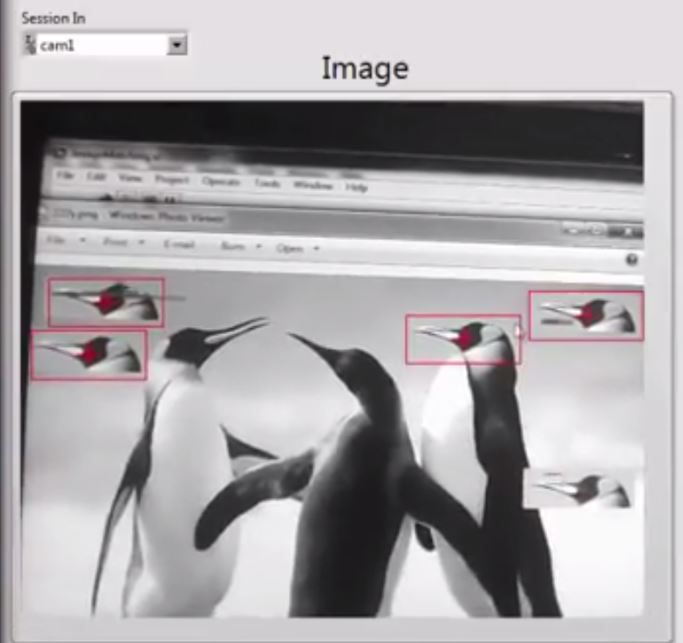 Session In
cam1
Image
File Edit View Project Operate Tools Window Help
Windows Photo Viewer
File Print E-mail Burn Open